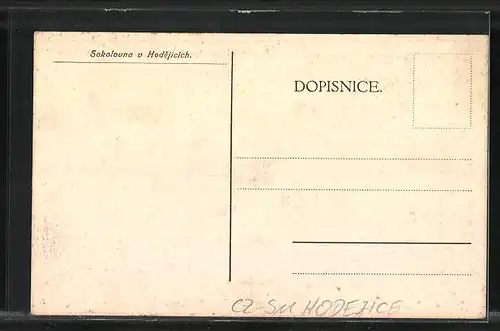 Sokolovna v Hodějicích.
DOPISNICE.
CZ-SM HODEJICE